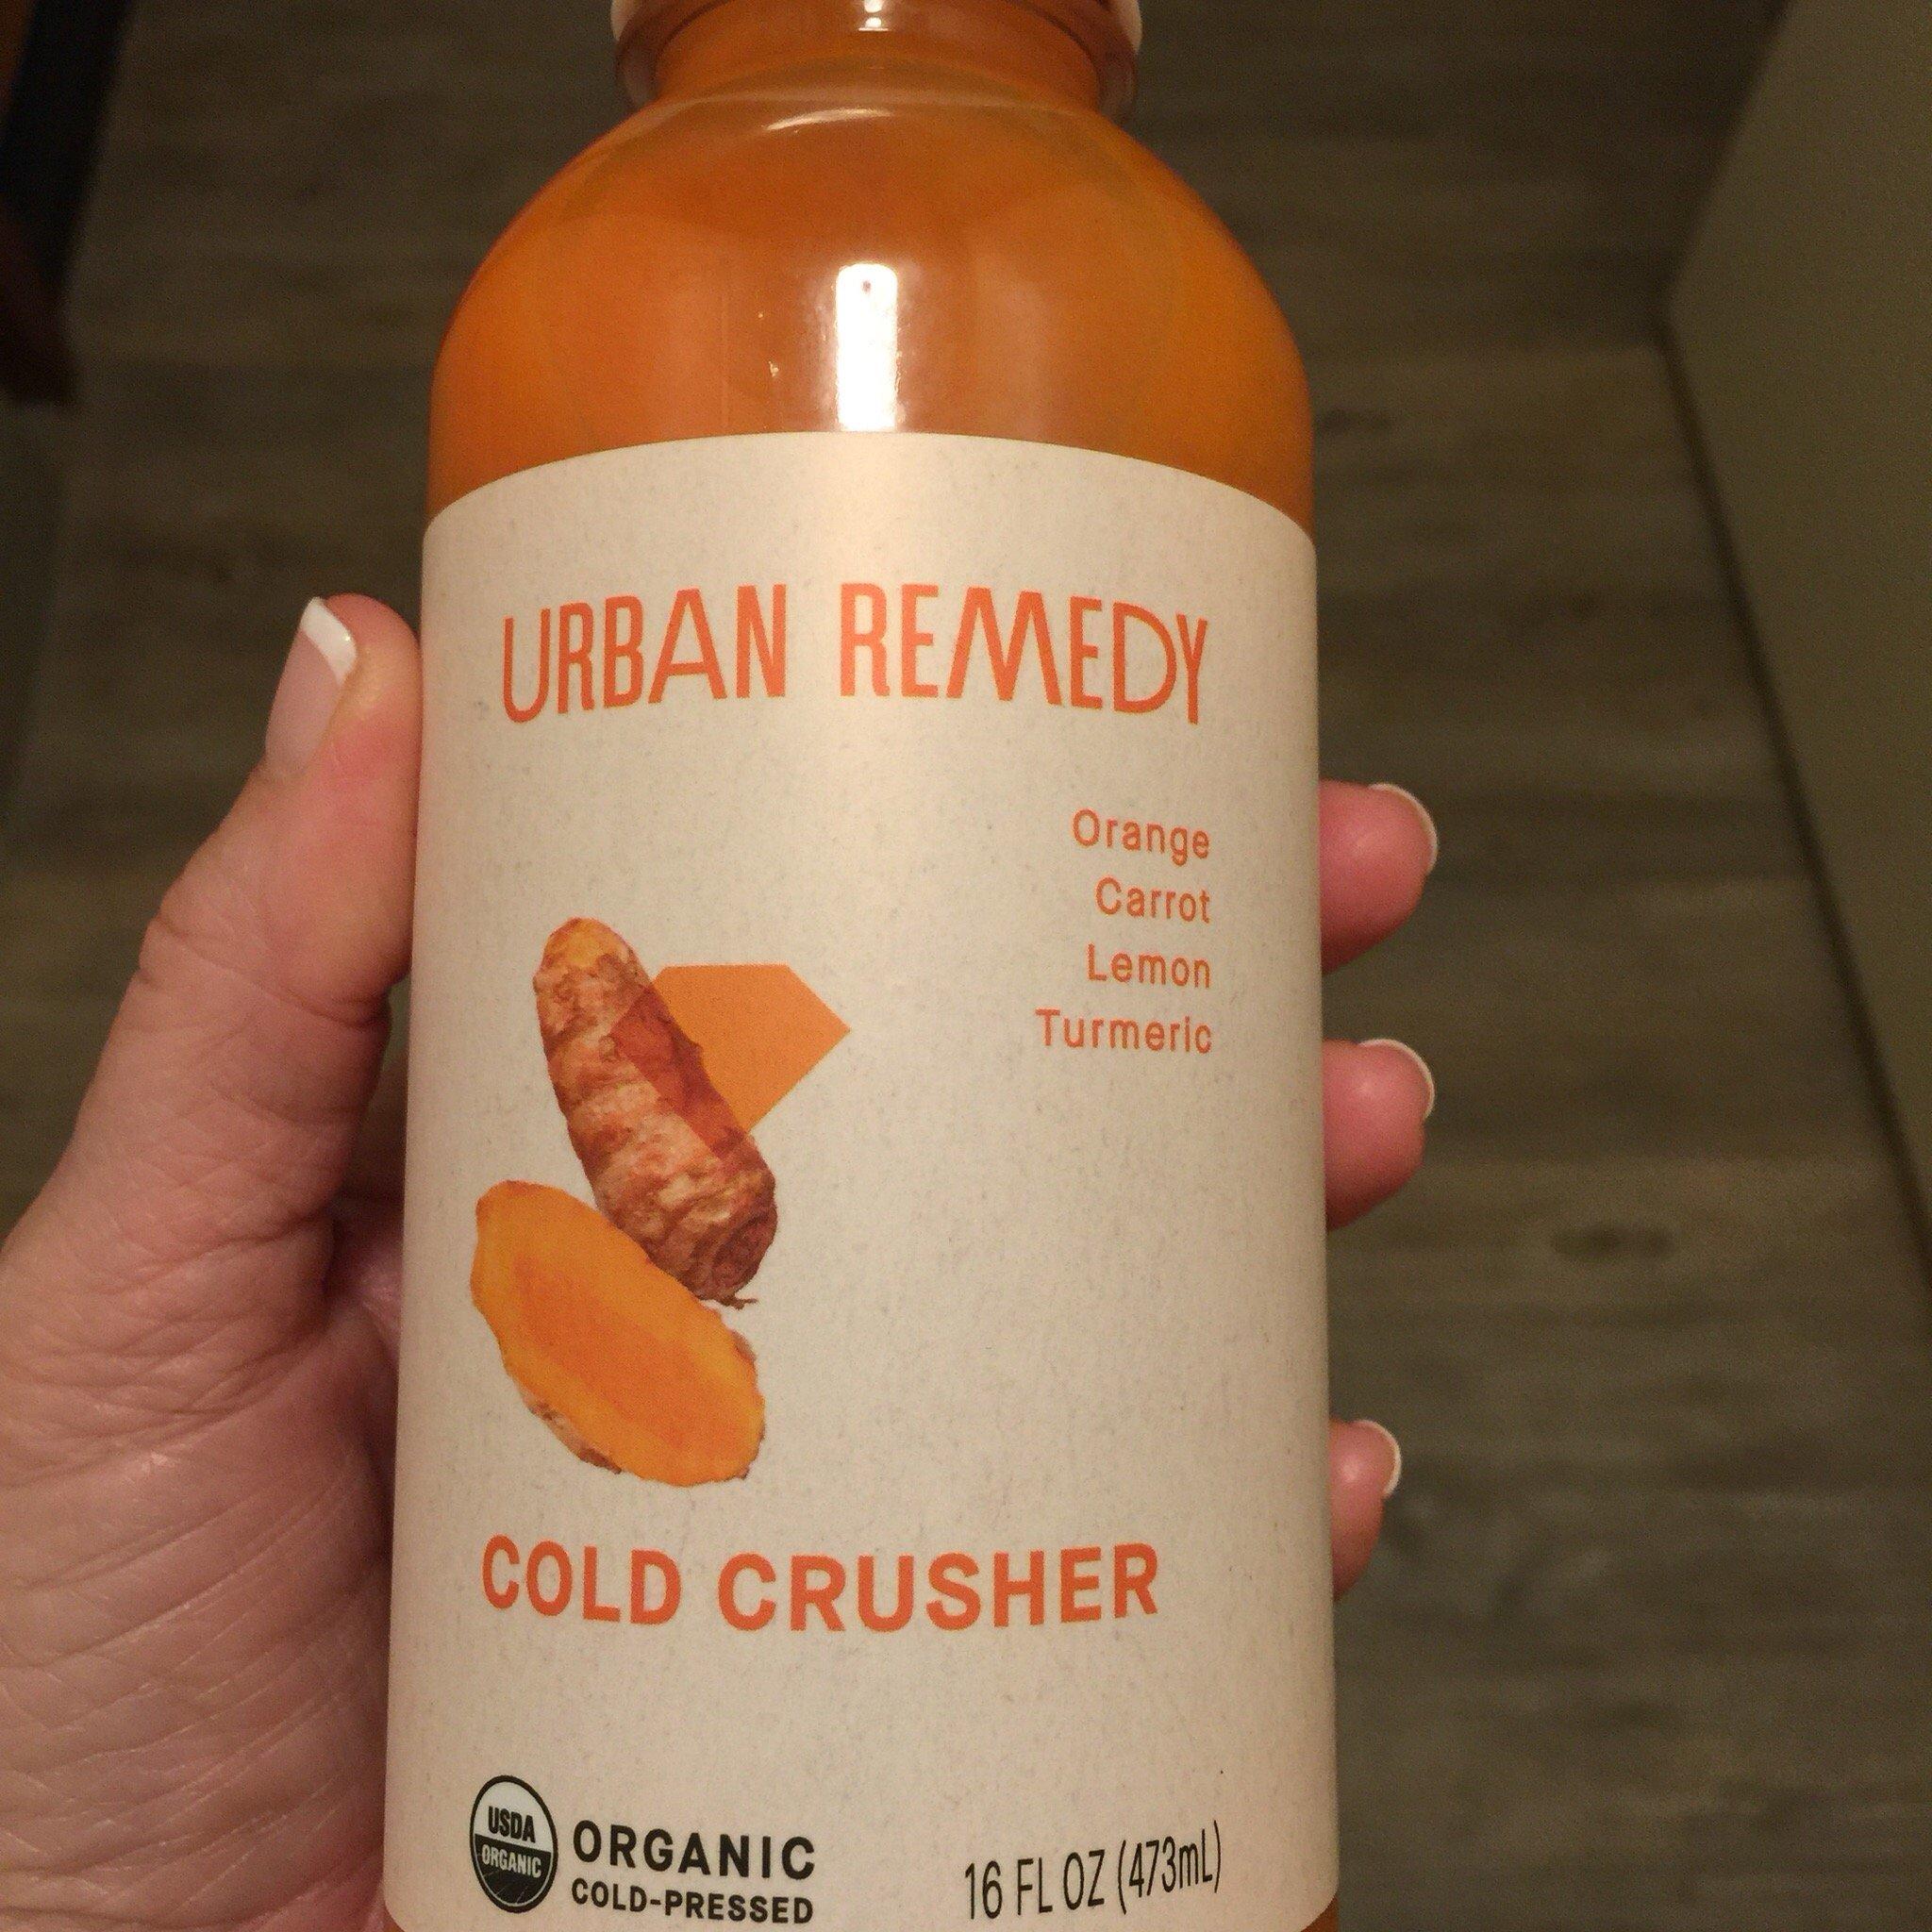 URBAN REMEDY
Orange
Carrot
Lemon
Turmeric
COLD CRUSHER
USDA
ORGANIC
ORGANIC
COLD-PRESSED
16 FL OZ (473mL)